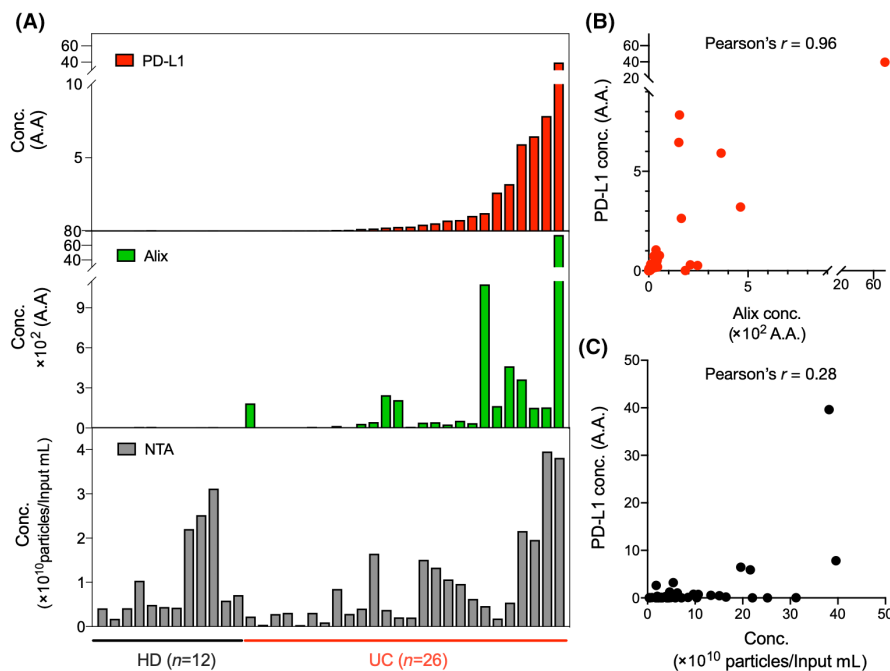 (A)
60
40
10
5
80
PD-L1
Conc.
(A.A)
60
40
9
6
3
0
Alix
Conc.
×10² (A.A)
4
3
2
1
0
NTA
Conc.
(×10¹⁰particles/Input mL)
HD (n=12)
UC (n=26)
(B)
Pearson's r = 0.96
60
40
20
5
0
PD-L1 conc. (A.A.)
0
5
20
60
Alix conc.
(×10² A.A.)
(C)
Pearson's r = 0.28
50
40
30
20
10
0
PD-L1 conc. (A.A.)
0
10
20
30
40
50
Conc.
(×10¹⁰ particles/Input mL)